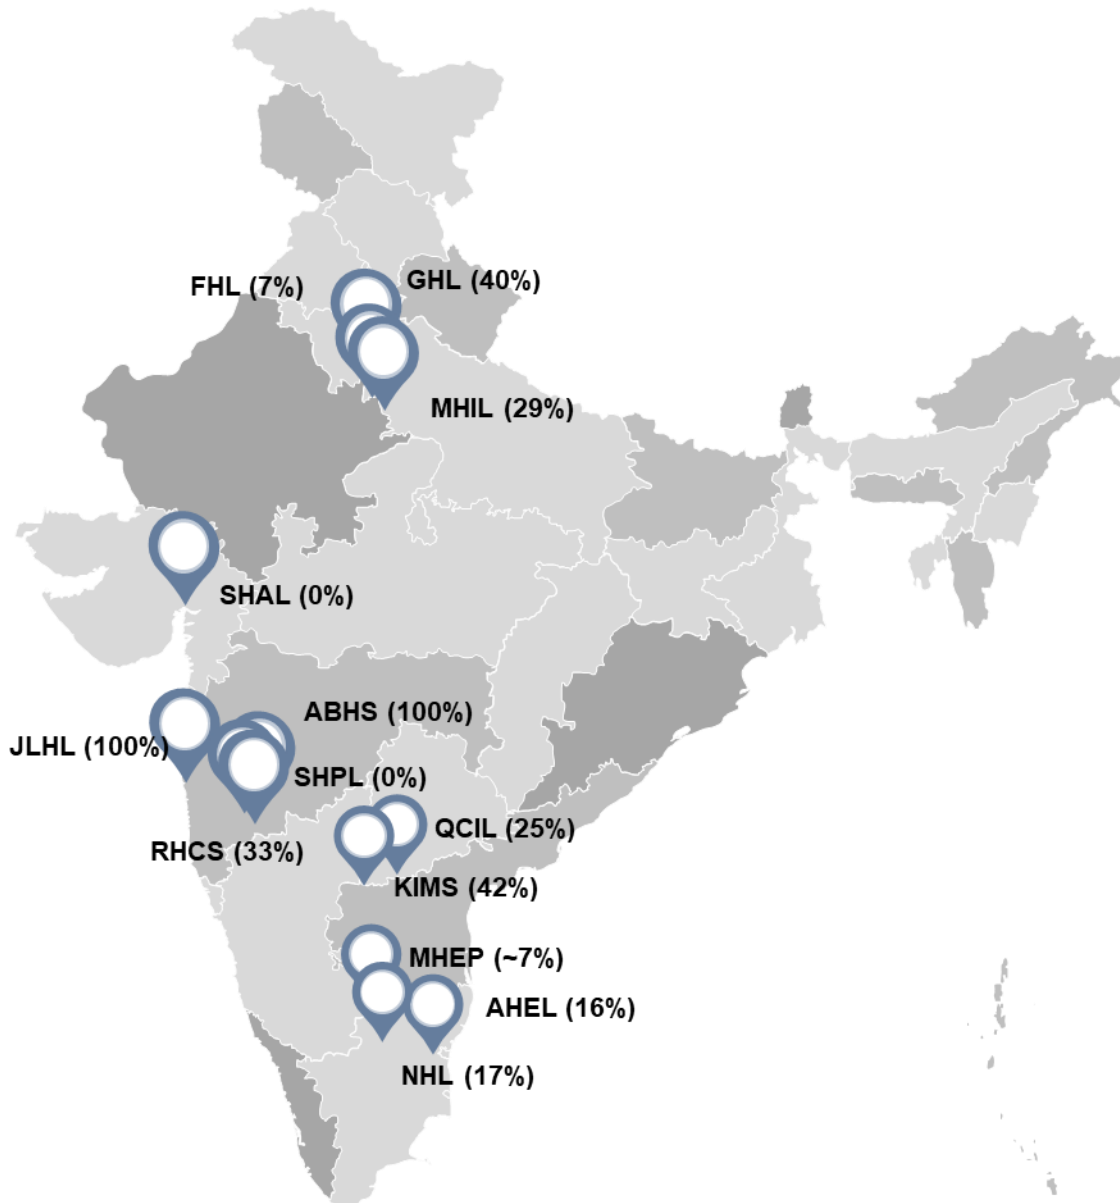 GHL (40%)
FHL (7%)
MHIL (29%)
SHAL (0%)
ABHS (100%)
JLHL (100%)
SHPL (0%)
QCIL (25%)
RHCS (33%)
KIMS (42%)
MHEP (~7%)
AHEL (16%)
NHL (17%)